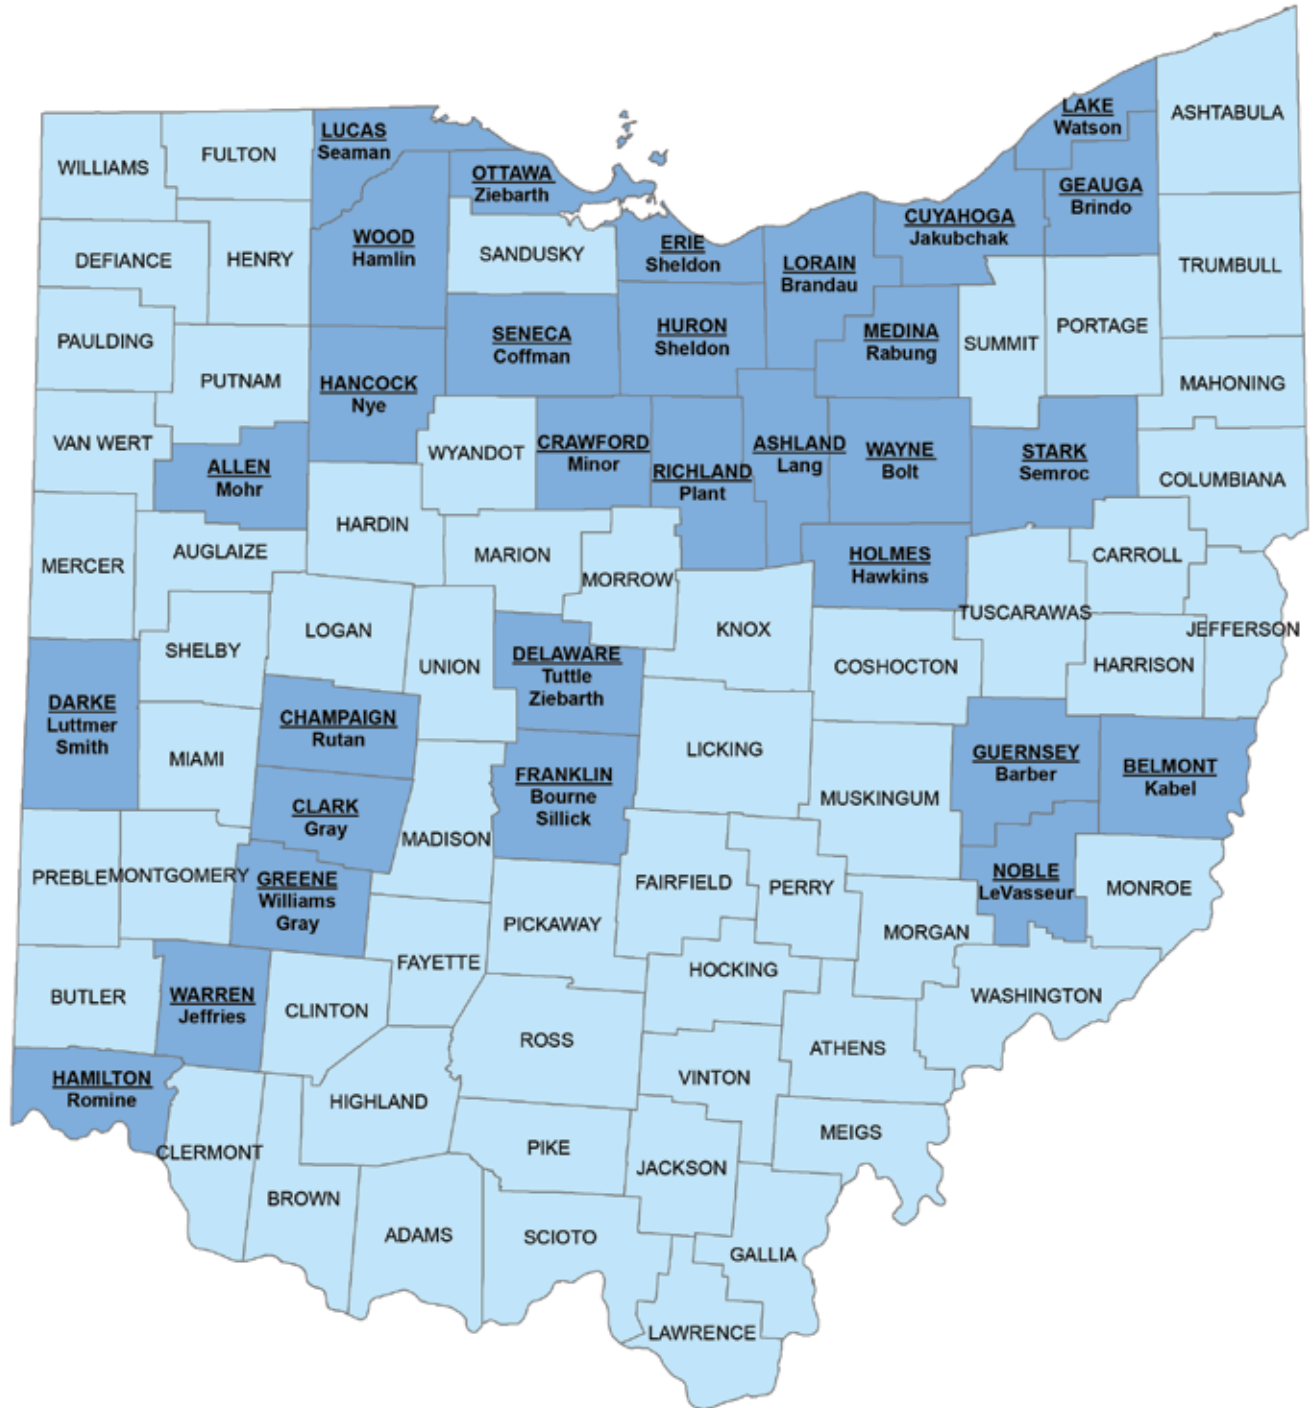 LAKE
Watson
ASHTABULA
LUCAS
Seaman
FULTON
WILLIAMS
OTTAWA
Ziebarth
GEAUGA
Brindo
CUYAHOGA
Jakubchak
WOOD
Hamlin
ERIE
Sheldon
SANDUSKY
DEFIANCE
HENRY
LORAIN
Brandau
TRUMBULL
PAULDING
SENECA
Coffman
HURON
Sheldon
MEDINA
Rabung
SUMMIT
PORTAGE
PUTNAM
HANCOCK
Nye
MAHONING
VAN WERT
WYANDOT
CRAWFORD
Minor
RICHLAND
Plant
ASHLAND
Lang
WAYNE
Bolt
STARK
Semroc
COLUMBIANA
ALLEN
Mohr
HARDIN
AUGLAIZE
MERCER
MARION
MORROW
HOLMES
Hawkins
CARROLL
TUSCARAWAS
JEFFERSON
LOGAN
KNOX
SHELBY
UNION
DELAWARE
Tuttle
Ziebarth
COSHOCTON
HARRISON
DARKE
Luttmer
Smith
CHAMPAIGN
Rutan
MIAMI
LICKING
GUERNSEY
Barber
BELMONT
Kabel
FRANKLIN
Bourne
Sillick
CLARK
Gray
MUSKINGUM
MADISON
PREBLE
MONTGOMERY
GREENE
Williams
Gray
FAIRFIELD
PERRY
NOBLE
LeVasseur
MONROE
PICKAWAY
MORGAN
FAYETTE
HOCKING
BUTLER
WARREN
Jeffries
CLINTON
WASHINGTON
ROSS
ATHENS
VINTON
HAMILTON
Romine
HIGHLAND
MEIGS
CLERMONT
PIKE
JACKSON
BROWN
ADAMS
SCIOTO
GALLIA
LAWRENCE